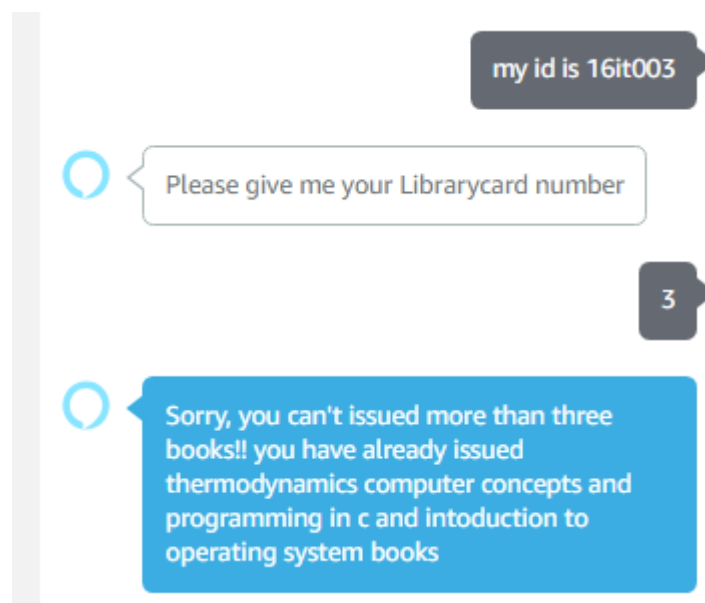 my id is 16it003
Please give me your Librarycard number
3
Sorry, you can't issued more than three
books!! you have already issued
thermodynamics computer concepts and
programming in c and intoduction to
operating system books